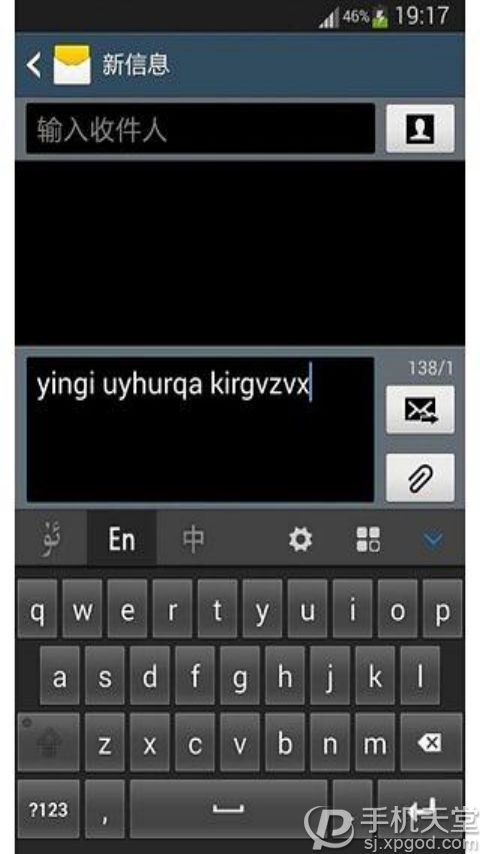 46% 19:17
新信息
输入收件人
138/1
yingi uyhurqa kirgvzvx
ئۇ En 中
q w e r t y u i o p
a s d f g h j k l
z x c v b n m
?123 ,
手机天堂
sj.xpgod.com